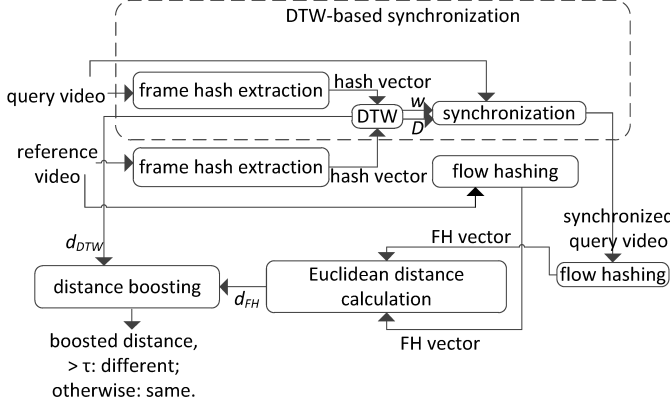 DTW-based synchronization
query video
frame hash extraction
hash vector
DTW
w
D
synchronization
reference
video
frame hash extraction
hash vector
flow hashing
synchronized
query video
d_DTW
FH vector
flow hashing
distance boosting
d_FH
Euclidean distance
calculation
FH vector
boosted distance,
> τ: different;
otherwise: same.